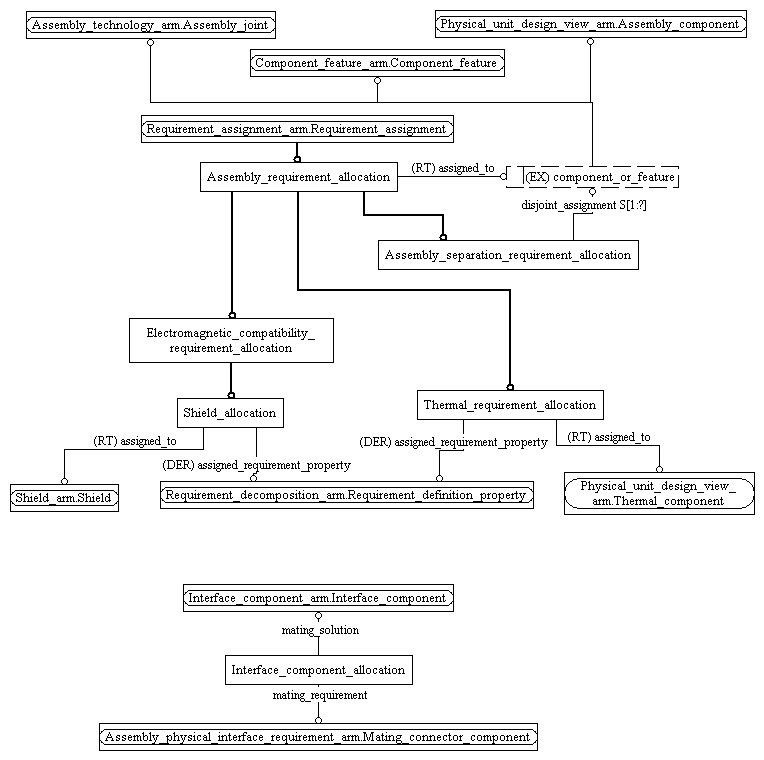 Assembly_technology_arm.Assembly_joint
Physical_unit_design_view_arm.Assembly_component
Component_feature_arm.Component_feature
Requirement_assignment_arm.Requirement_assignment
Assembly_requirement_allocation
(RT) assigned_to
(EX) component_or_feature
disjoint_assignment S[1:?]
Assembly_separation_requirement_allocation
Electromagnetic_compatibility_
requirement_allocation
Shield_allocation
Thermal_requirement_allocation
(RT) assigned_to
(DER) assigned_requirement_property
(DER) assigned_requirement_property
(RT) assigned_to
Shield_arm.Shield
Requirement_decomposition_arm.Requirement_definition_property
Physical_unit_design_view_
arm.Thermal_component
Interface_component_arm.Interface_component
mating_solution
Interface_component_allocation
mating_requirement
Assembly_physical_interface_requirement_arm.Mating_connector_component